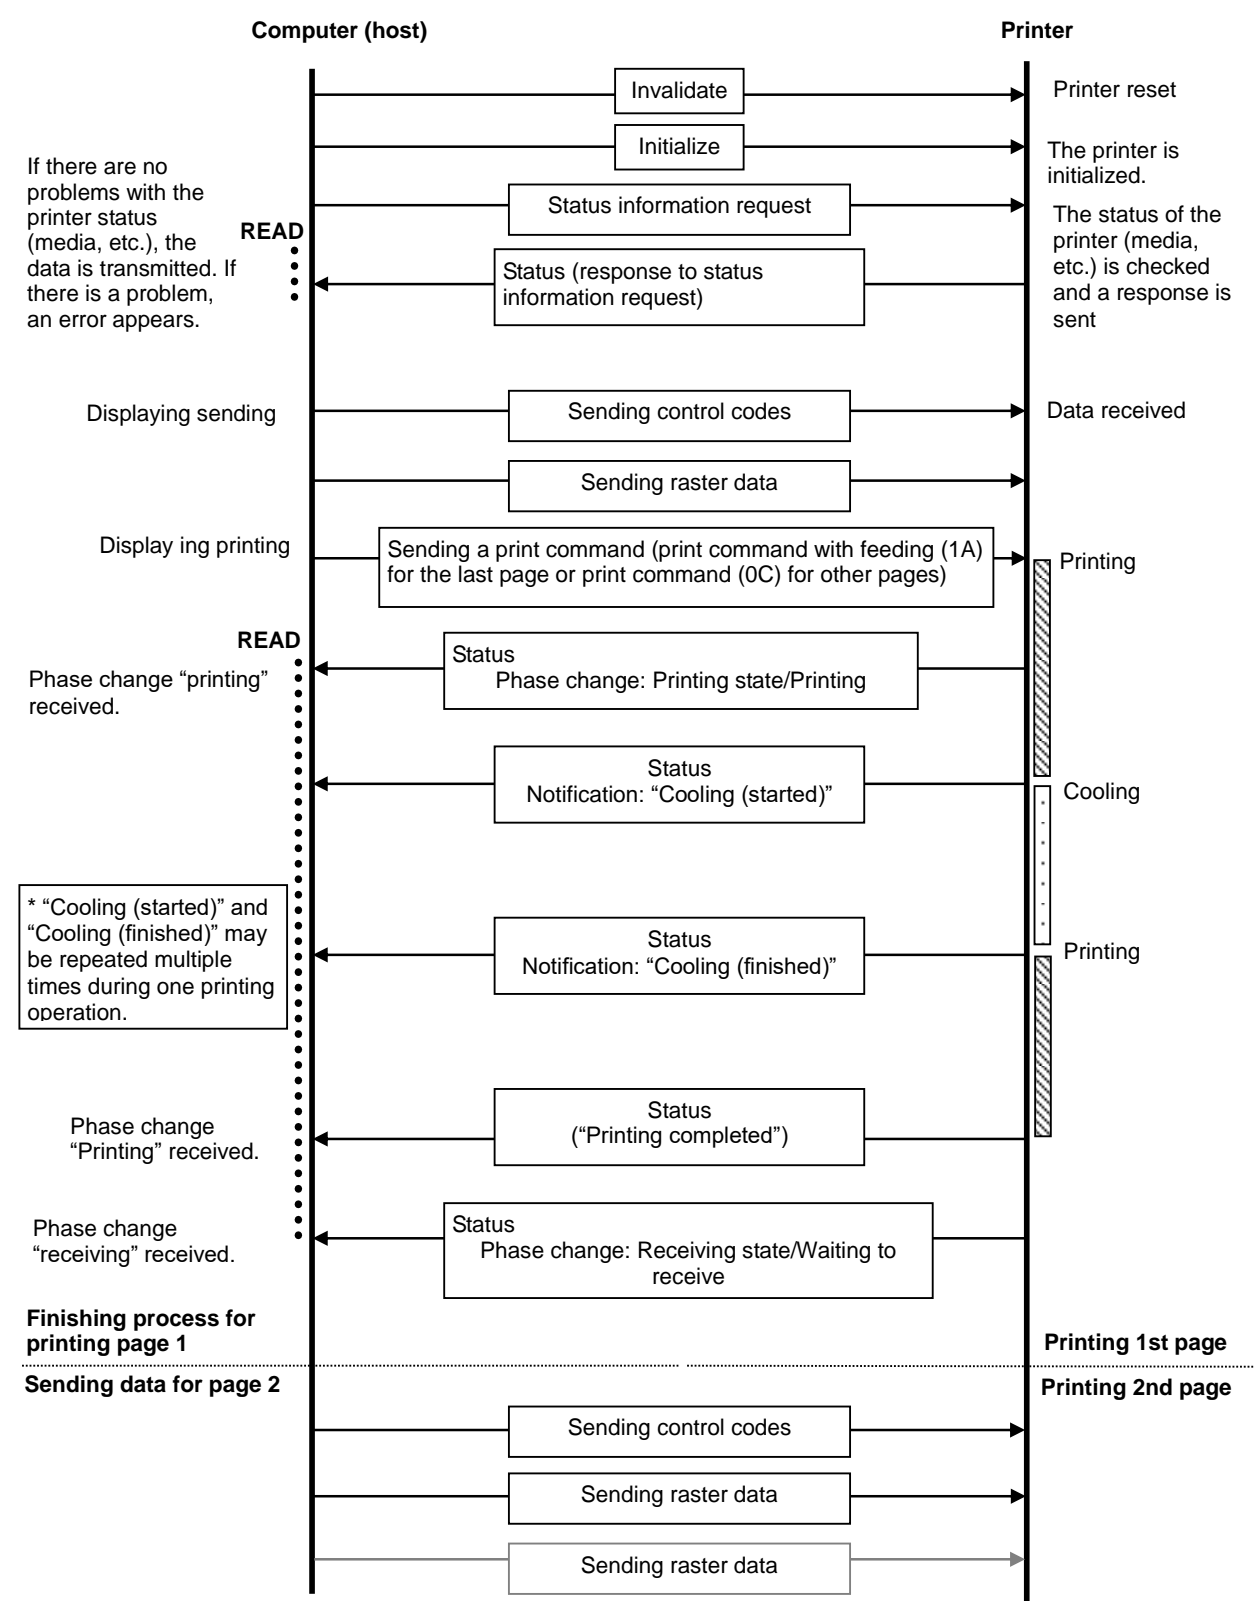 Computer (host)
Printer
Invalidate
Printer reset
Initialize
The printer is
initialized.
If there are no
problems with the
printer status
(media, etc.), the
data is transmitted. If
there is a problem,
an error appears.
READ
Status information request
The status of the
printer (media,
etc.) is checked
and a response is
sent
Status (response to status
information request)
Displaying sending
Sending control codes
Data received
Sending raster data
Display ing printing
Sending a print command (print command with feeding (1A)
for the last page or print command (0C) for other pages)
Printing
READ
Status
Phase change: Printing state/Printing
Phase change “printing”
received.
Status
Notification: “Cooling (started)”
Cooling
* “Cooling (started)” and
“Cooling (finished)” may
be repeated multiple
times during one printing
operation.
Status
Notification: “Cooling (finished)”
Printing
Status
(“Printing completed”)
Phase change
“Printing” received.
Status
Phase change: Receiving state/Waiting to
receive
Phase change
“receiving” received.
Finishing process for
printing page 1
Printing 1st page
Sending data for page 2
Printing 2nd page
Sending control codes
Sending raster data
Sending raster data